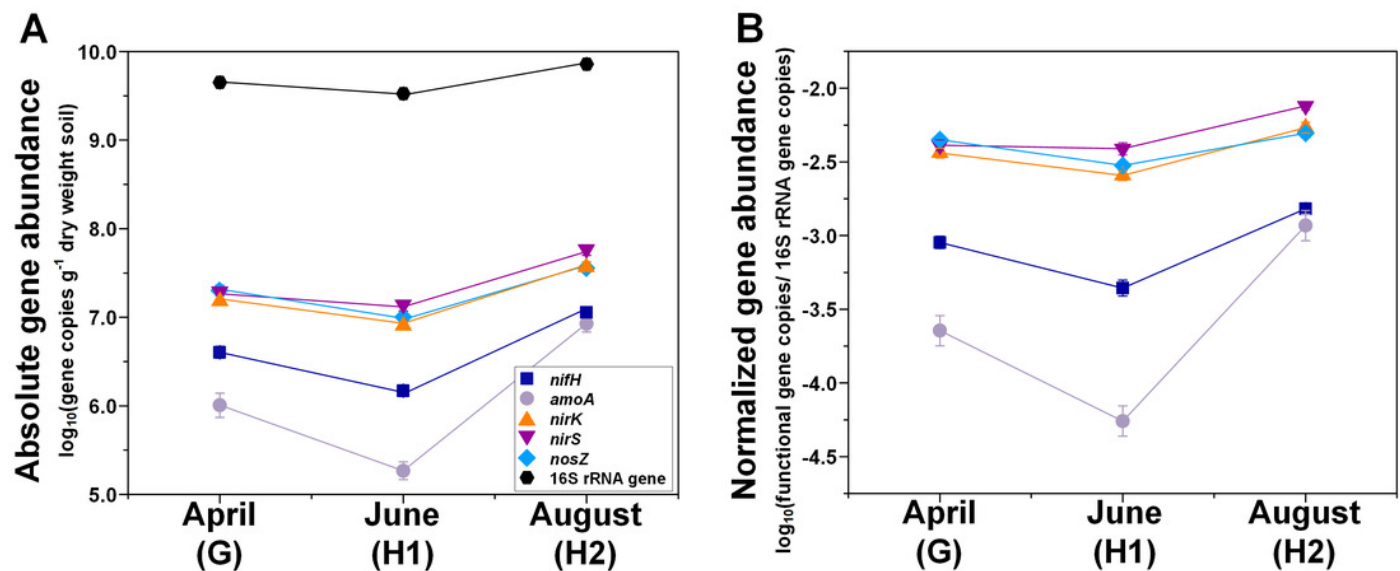 A
Absolute gene abundance
log₁₀(gene copies g⁻¹ dry weight soil)
10.0
9.0
8.0
7.0
6.0
5.0
nifH
amoA
nirK
nirS
nosZ
16S rRNA gene
April
(G)
June
(H1)
August
(H2)
B
Normalized gene abundance
log₁₀(functional gene copies/ 16S rRNA gene copies)
-2.0
-2.5
-3.0
-3.5
-4.0
-4.5
April
(G)
June
(H1)
August
(H2)